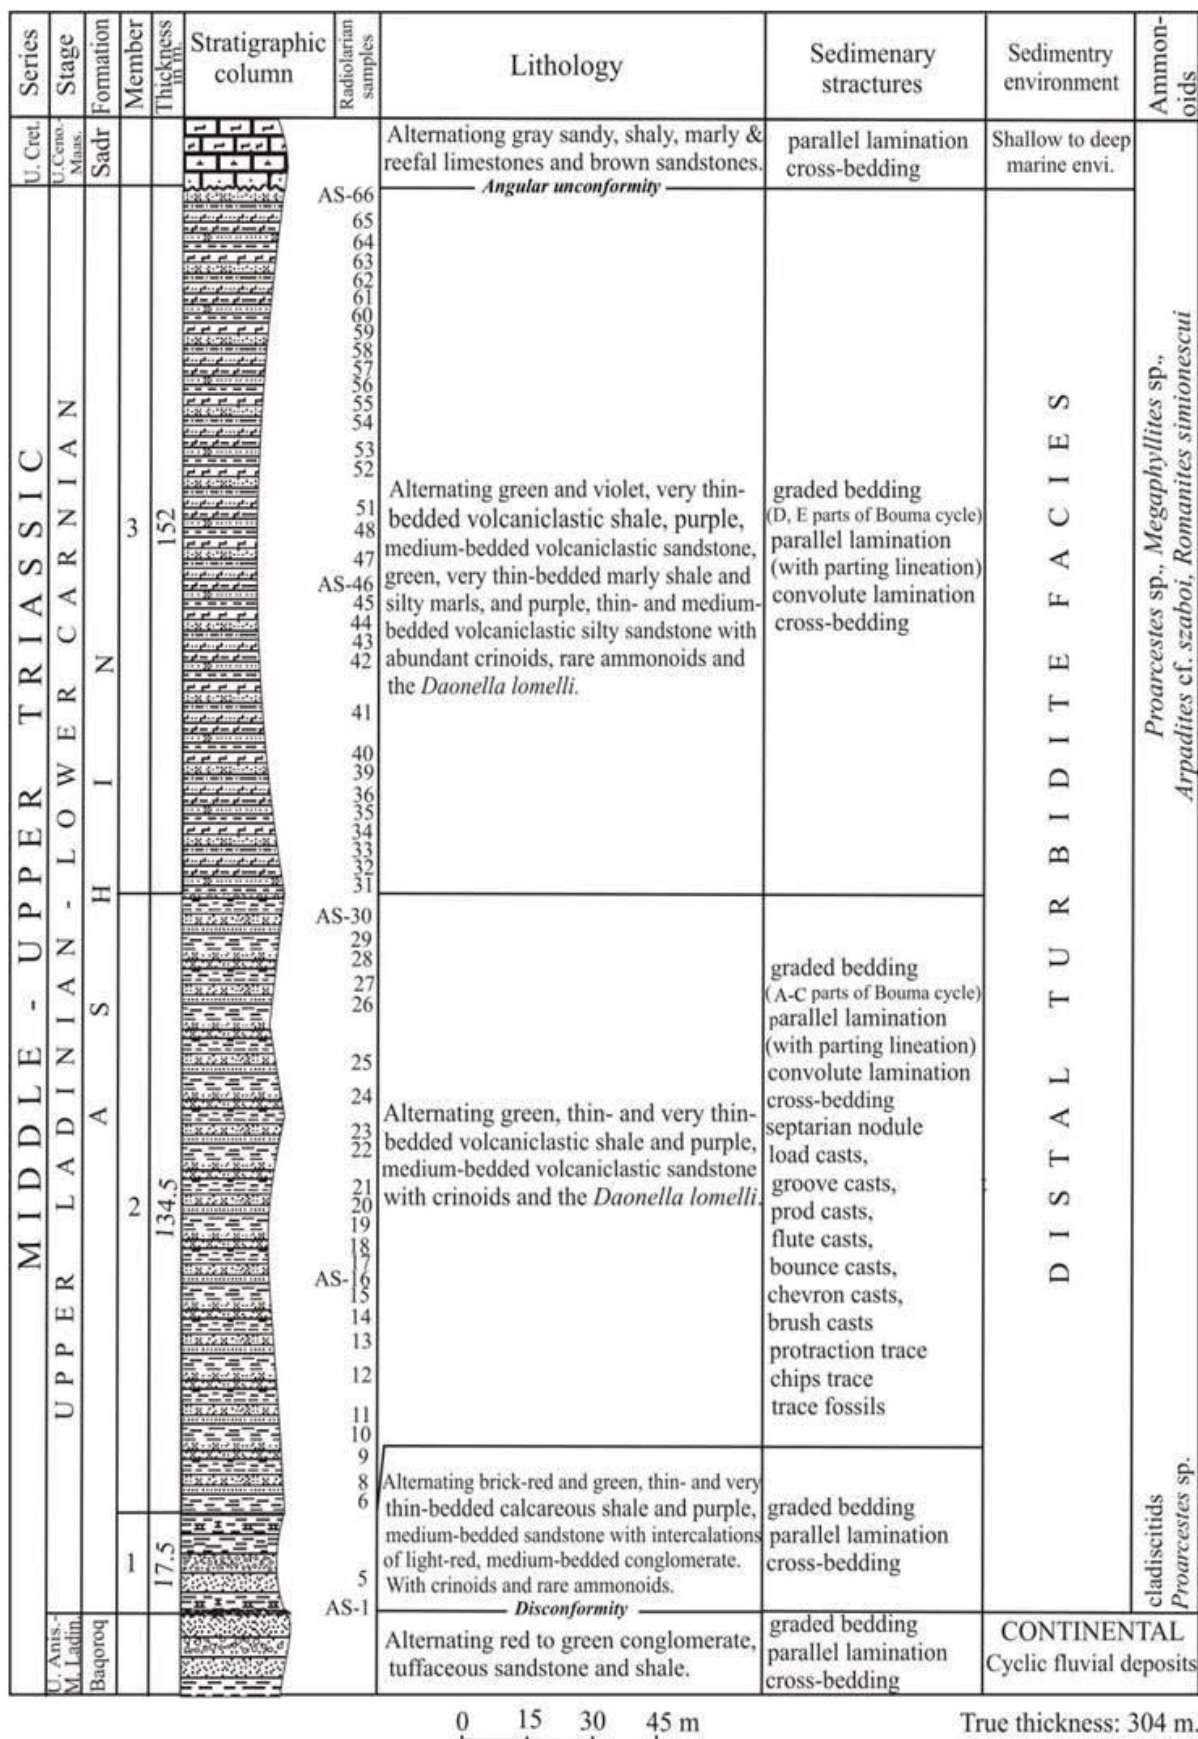 Series
Stage
Formation
Member
Thickness
in m.
Stratigraphic
column
Radiolarian
samples
Lithology
Sedimenary
stractures
Sedimentry
environment
Ammon-
oids
U. Cret.
U.Ceno.-
Maas.
Sadr
Alternationg gray sandy, shaly, marly &
reefal limestones and brown sandstones.
parallel lamination
cross-bedding
Shallow to deep
marine envi.
Angular unconformity
MIDDLE - UPPER TRIASSIC
UPPER LADINIAN - LOWER CARNIAN
ASHIN
3
152
AS-66
65
64
63
62
61
60
59
58
57
56
55
54
53
52
51
48
47
AS-46
45
44
43
42
41
40
39
36
35
34
33
32
31
Alternating green and violet, very thin-
bedded volcaniclastic shale, purple,
medium-bedded volcaniclastic sandstone,
green, very thin-bedded marly shale and
silty marls, and purple, thin- and medium-
bedded volcaniclastic silty sandstone with
abundant crinoids, rare ammonoids and
the Daonella lomelli.
graded bedding
(D, E parts of Bouma cycle)
parallel lamination
(with parting lineation)
convolute lamination
cross-bedding
DISTAL TURBIDITE FACIES
Proarcestes sp., Megaphyllites sp.,
Arpadites cf. szaboi, Romanites simionescui
2
134.5
AS-30
29
28
27
26
25
24
23
22
21
20
19
18
17
AS-16
15
14
13
12
11
10
9
8
6
Alternating green, thin- and very thin-
bedded volcaniclastic shale and purple,
medium-bedded volcaniclastic sandstone
with crinoids and the Daonella lomelli.
graded bedding
(A-C parts of Bouma cycle)
parallel lamination
(with parting lineation)
convolute lamination
cross-bedding
septarian nodule
load casts,
groove casts,
prod casts,
flute casts,
bounce casts,
chevron casts,
brush casts
protraction trace
chips trace
trace fossils
1
17.5
5
AS-1
Alternating brick-red and green, thin- and very
thin-bedded calcareous shale and purple,
medium-bedded sandstone with intercalations
of light-red, medium-bedded conglomerate.
With crinoids and rare ammonoids.
graded bedding
parallel lamination
cross-bedding
cladiscitids
Proarcestes sp.
Disconformity
U. Anis.-
M. Ladin.
Baqoroq
Alternating red to green conglomerate,
tuffaceous sandstone and shale.
graded bedding
parallel lamination
cross-bedding
CONTINENTAL
Cyclic fluvial deposits
0 15 30 45 m
True thickness: 304 m.